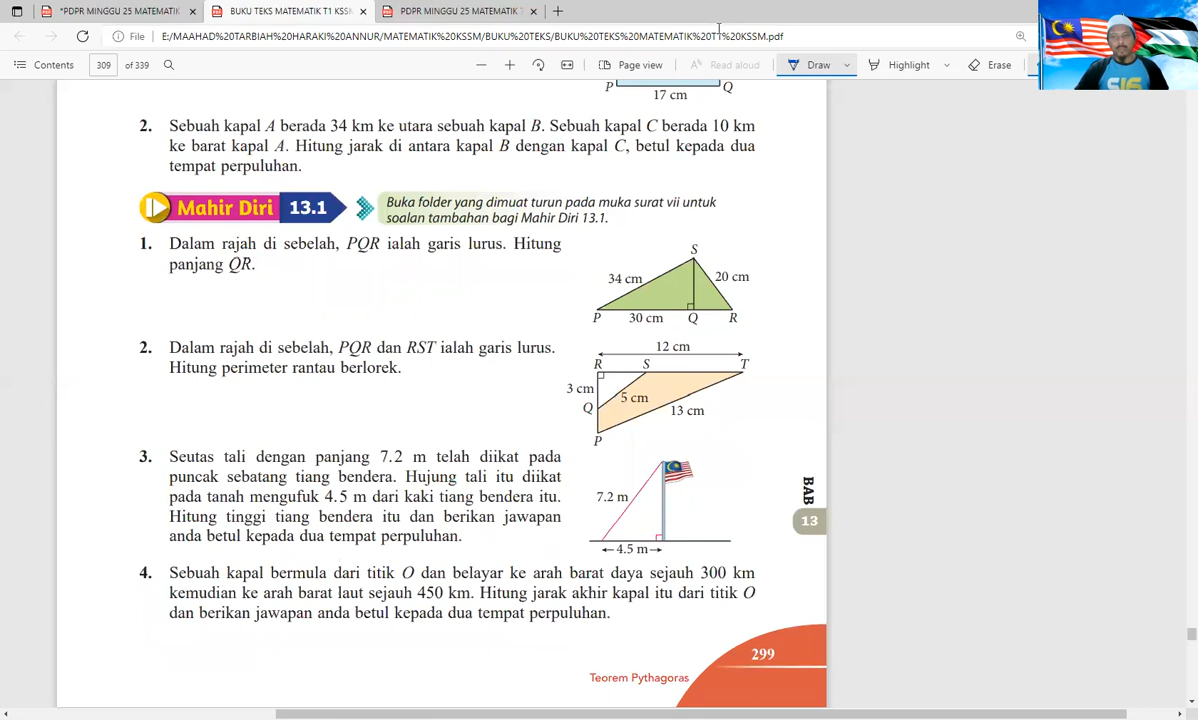 *PDPR MINGGU 25 MATEMATIK
BUKU TEKS MATEMATIK T1 KSSM
PDPR MINGGU 25 MATEMATIK T
File
E:/MAAHAD%20TARBIAH%20HARAKI%20ANNUR/MATEMATIK%20KSSM/BUKU%20TEKS/BUKU%20TEKS%20MATEMATIK%20T1%20KSSM.pdf
Contents
309 of 339
Page view
Read aloud
Draw
Highlight
Erase
P
Q
17 cm
2. Sebuah kapal A berada 34 km ke utara sebuah kapal B. Sebuah kapal C berada 10 km
ke barat kapal A. Hitung jarak di antara kapal B dengan kapal C, betul kepada dua
tempat perpuluhan.
Mahir Diri 13.1
Buka folder yang dimuat turun pada muka surat vii untuk
soalan tambahan bagi Mahir Diri 13.1.
1. Dalam rajah di sebelah, PQR ialah garis lurus. Hitung
panjang QR.
S
34 cm
20 cm
P
30 cm
Q
R
2. Dalam rajah di sebelah, PQR dan RST ialah garis lurus.
Hitung perimeter rantau berlorek.
12 cm
R
S
T
3 cm
5 cm
Q
13 cm
P
3. Seutas tali dengan panjang 7.2 m telah diikat pada
puncak sebatang tiang bendera. Hujung tali itu diikat
pada tanah mengufuk 4.5 m dari kaki tiang bendera itu.
Hitung tinggi tiang bendera itu dan berikan jawapan
anda betul kepada dua tempat perpuluhan.
7.2 m
4.5 m
BAB
13
4. Sebuah kapal bermula dari titik O dan belayar ke arah barat daya sejauh 300 km
kemudian ke arah barat laut sejauh 450 km. Hitung jarak akhir kapal itu dari titik O
dan berikan jawapan anda betul kepada dua tempat perpuluhan.
299
Teorem Pythagoras